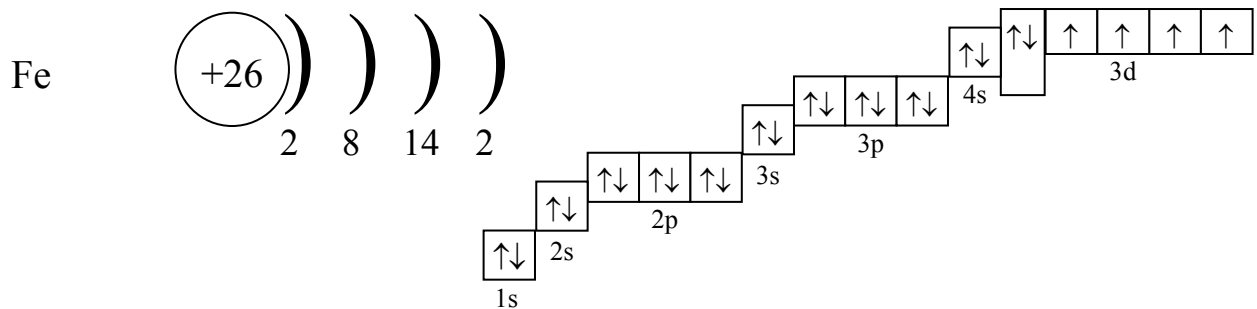 Fe
+26
2 8 14 2
↑↓ ↑ ↑ ↑ ↑
3d
↑↓
4s
↑↓ ↑↓ ↑↓
3p
↑↓
3s
↑↓ ↑↓ ↑↓
2p
↑↓
2s
↑↓
1s